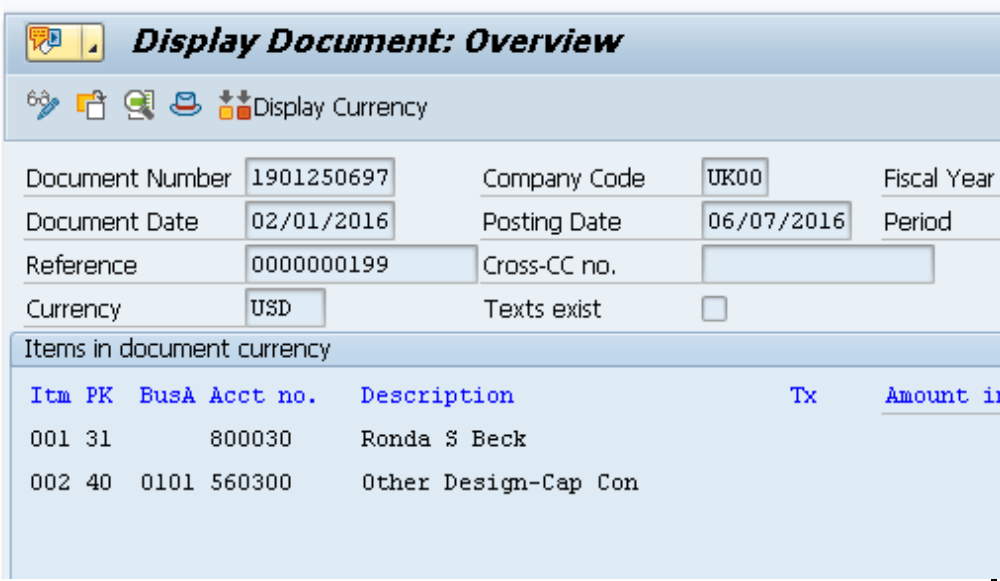 Display Document: Overview
Display Currency
Document Number 1901250697 Company Code UK00 Fiscal Year
Document Date 02/01/2016 Posting Date 06/07/2016 Period
Reference 0000000199 Cross-CC no.
Currency USD Texts exist
Items in document currency
Itm PK BusA Acct no. Description Tx Amount in
001 31 800030 Ronda S Beck
002 40 0101 560300 Other Design-Cap Con